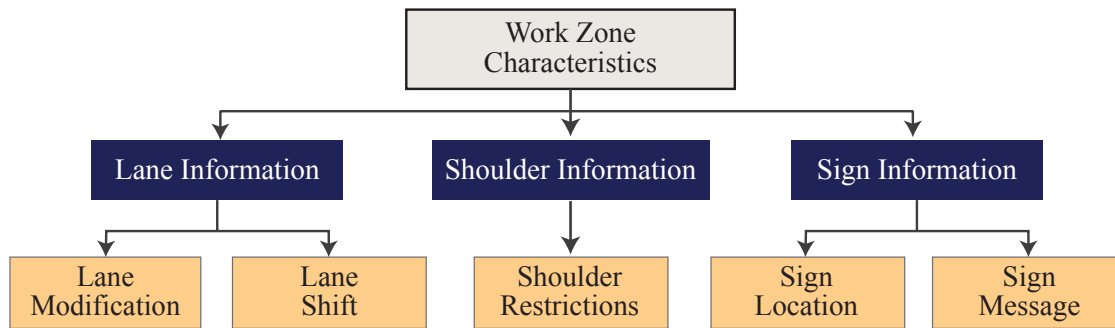 Work Zone
Characteristics
Lane Information
Shoulder Information
Sign Information
Lane
Modification
Lane
Shift
Shoulder
Restrictions
Sign
Location
Sign
Message